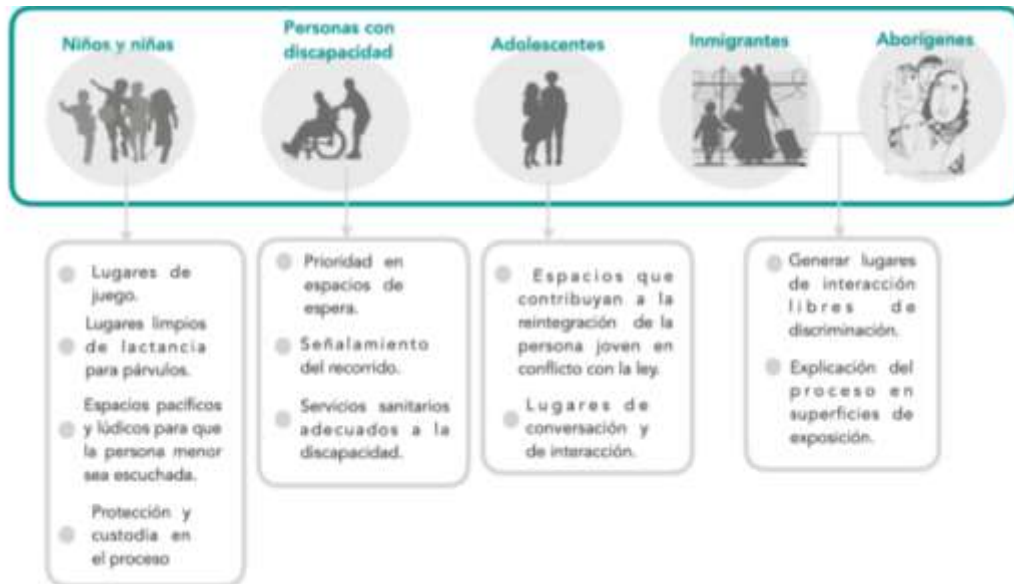 Niños y niñas
Personas con
discapacidad
Adolescentes
Inmigrantes
Aborígenes
Lugares de
juego.
Lugares limpios
de lactancia
para párvulos.
Espacios pacíficos
y lúdicos para que
la persona menor
sea escuchada.
Protección y
custodia en
el proceso
Prioridad en
espacios de
espera.
Señalamiento
del recorrido.
Servicios sanitarios
adecuados a la
discapacidad.
Espacios que
contribuyan a la
reintegración de la
persona joven en
conflicto con la ley.
Lugares de
conversación y
de interacción.
Generar lugares
de interacción
libres de
discriminación.
Explicación del
proceso en
superficies de
exposición.